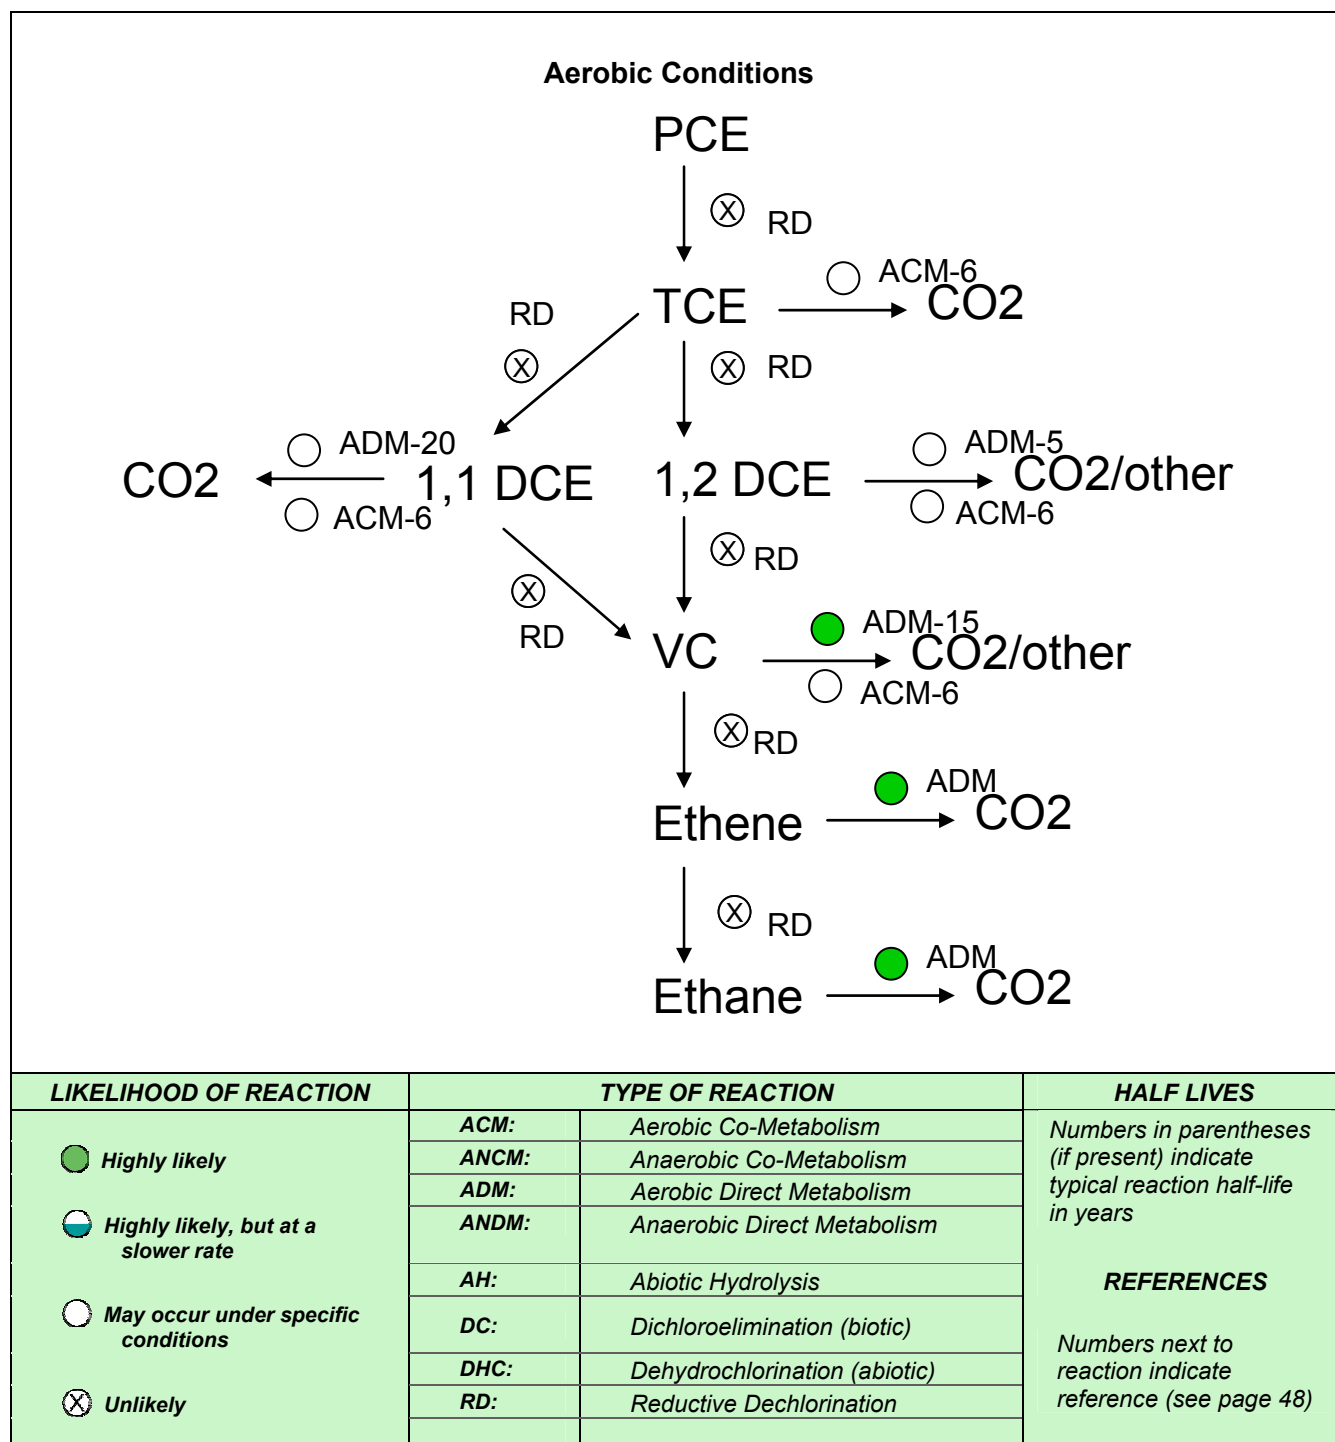 Aerobic Conditions
PCE
X RD
TCE
ACM-6
CO2
RD
X
X RD
CO2
ADM-20
ACM-6
1,1 DCE
1,2 DCE
ADM-5
ACM-6
CO2/other
X
RD
X RD
VC
ADM-15
ACM-6
CO2/other
X RD
Ethene
ADM
CO2
X RD
Ethane
ADM
CO2
LIKELIHOOD OF REACTION
Highly likely
Highly likely, but at a
slower rate
May occur under specific
conditions
X Unlikely
TYPE OF REACTION
ACM: Aerobic Co-Metabolism
ANCM: Anaerobic Co-Metabolism
ADM: Aerobic Direct Metabolism
ANDM: Anaerobic Direct Metabolism
AH: Abiotic Hydrolysis
DC: Dichloroelimination (biotic)
DHC: Dehydrochlorination (abiotic)
RD: Reductive Dechlorination
HALF LIVES
Numbers in parentheses
(if present) indicate
typical reaction half-life
in years
REFERENCES
Numbers next to
reaction indicate
reference (see page 48)